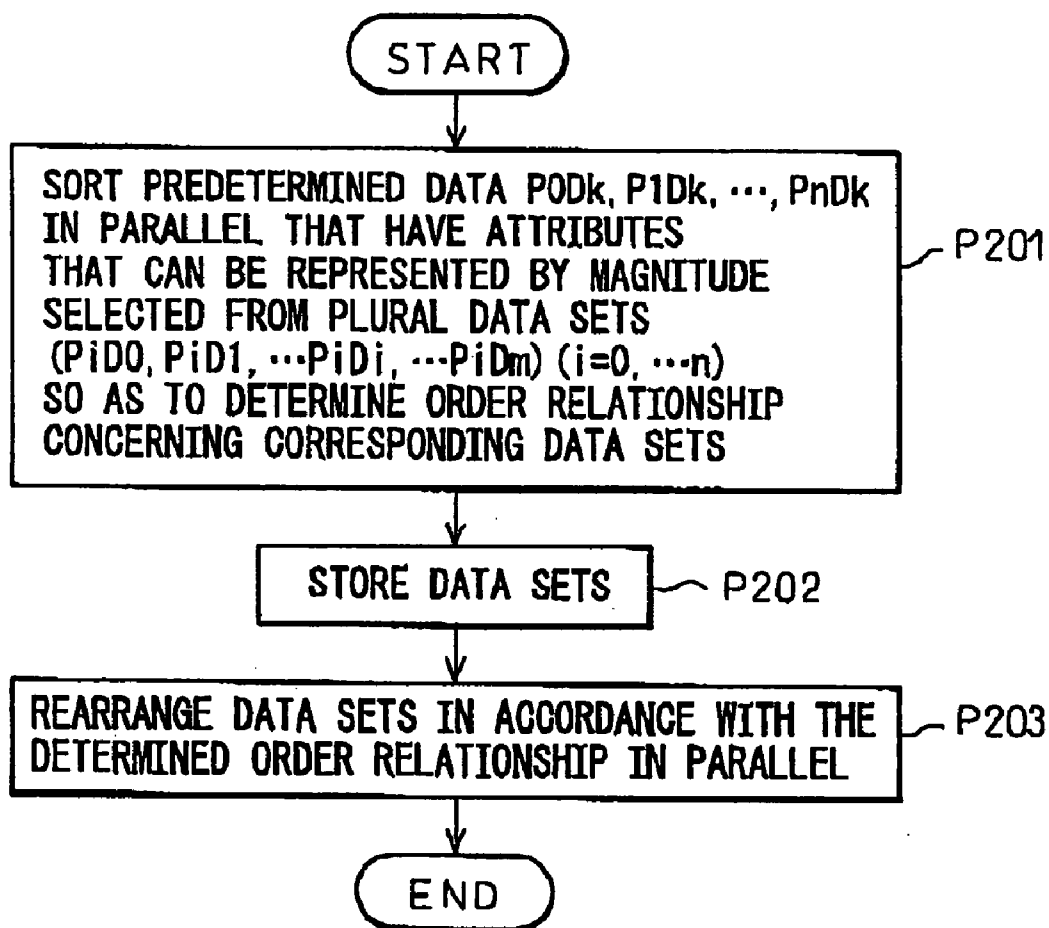 START
SORT PREDETERMINED DATA P0Dk, P1Dk, ···, PnDk
IN PARALLEL THAT HAVE ATTRIBUTES
THAT CAN BE REPRESENTED BY MAGNITUDE
SELECTED FROM PLURAL DATA SETS
(PiD0, PiD1, ···PiDi, ···PiDm) (i=0, ···n)
SO AS TO DETERMINE ORDER RELATIONSHIP
CONCERNING CORRESPONDING DATA SETS
P201
STORE DATA SETS
P202
REARRANGE DATA SETS IN ACCORDANCE WITH THE
DETERMINED ORDER RELATIONSHIP IN PARALLEL
P203
END